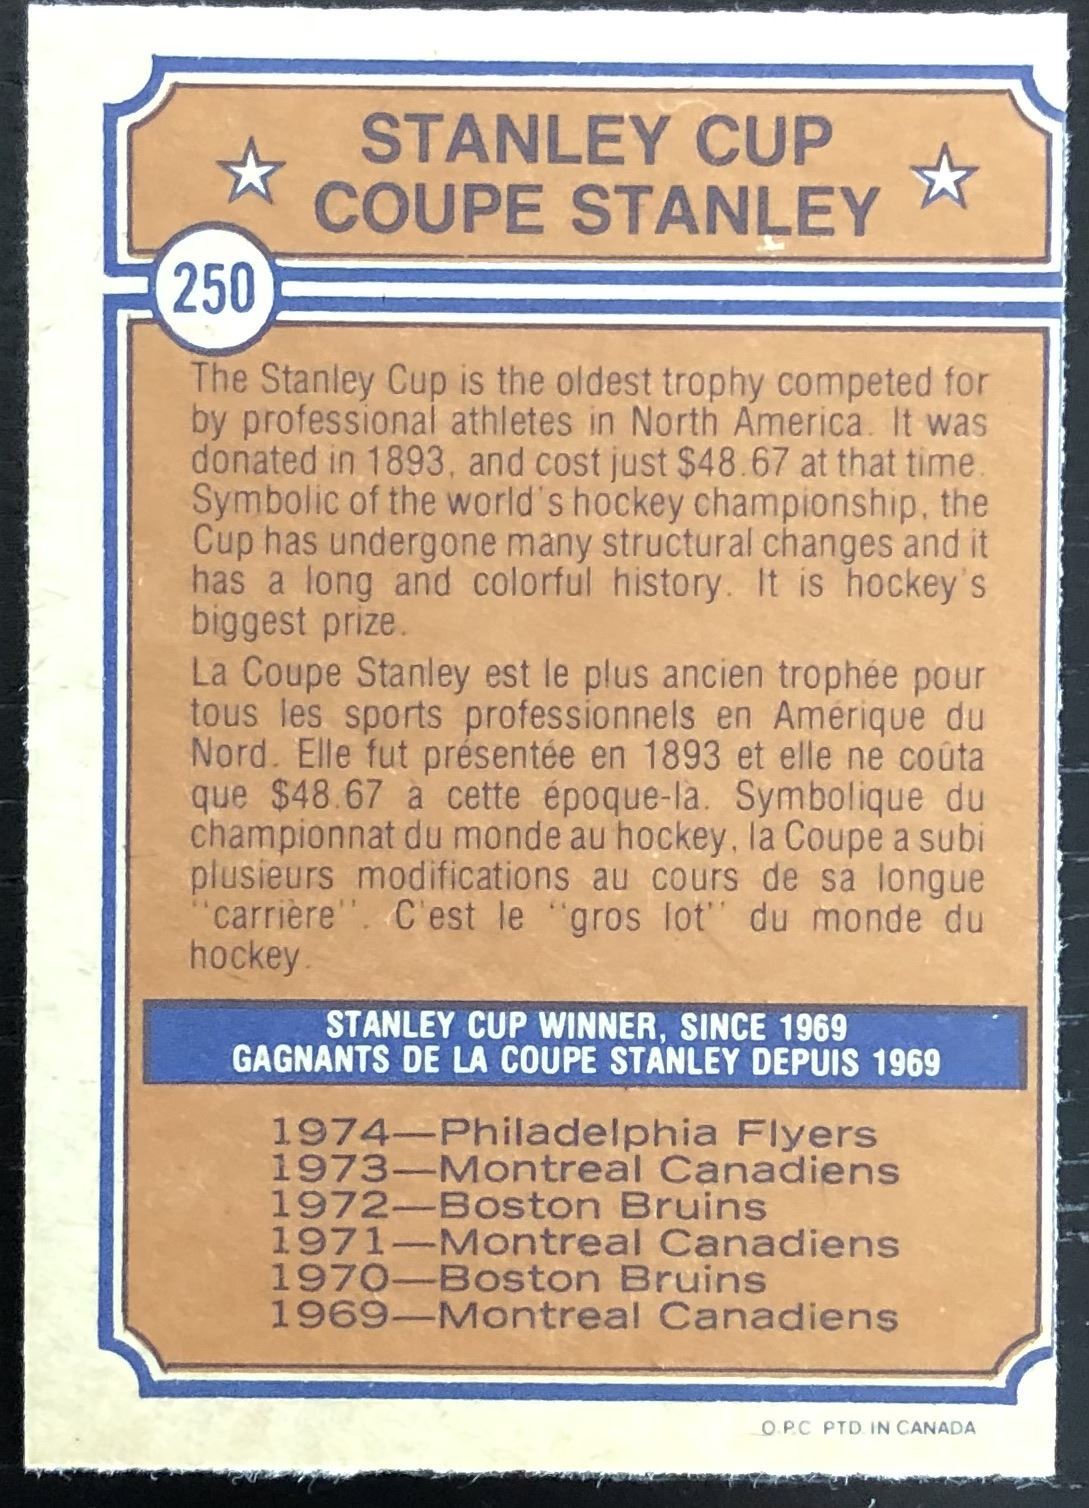 STANLEY CUP
COUPE STANLEY
250
The Stanley Cup is the oldest trophy competed for
by professional athletes in North America. It was
donated in 1893, and cost just $48.67 at that time.
Symbolic of the world's hockey championship, the
Cup has undergone many structural changes and it
has a long and colorful history. It is hockey's
biggest prize.
La Coupe Stanley est le plus ancien trophée pour
tous les sports professionnels en Amérique du
Nord. Elle fut présentée en 1893 et elle ne coûta
que $48.67 à cette époque-là. Symbolique du
championnat du monde au hockey, la Coupe a subi
plusieurs modifications au cours de sa longue
"carrière". C'est le "gros lot" du monde du
hockey.
STANLEY CUP WINNER, SINCE 1969
GAGNANTS DE LA COUPE STANLEY DEPUIS 1969
1974—Philadelphia Flyers
1973—Montreal Canadiens
1972—Boston Bruins
1971—Montreal Canadiens
1970—Boston Bruins
1969—Montreal Canadiens
O.P.C. PTD. IN CANADA